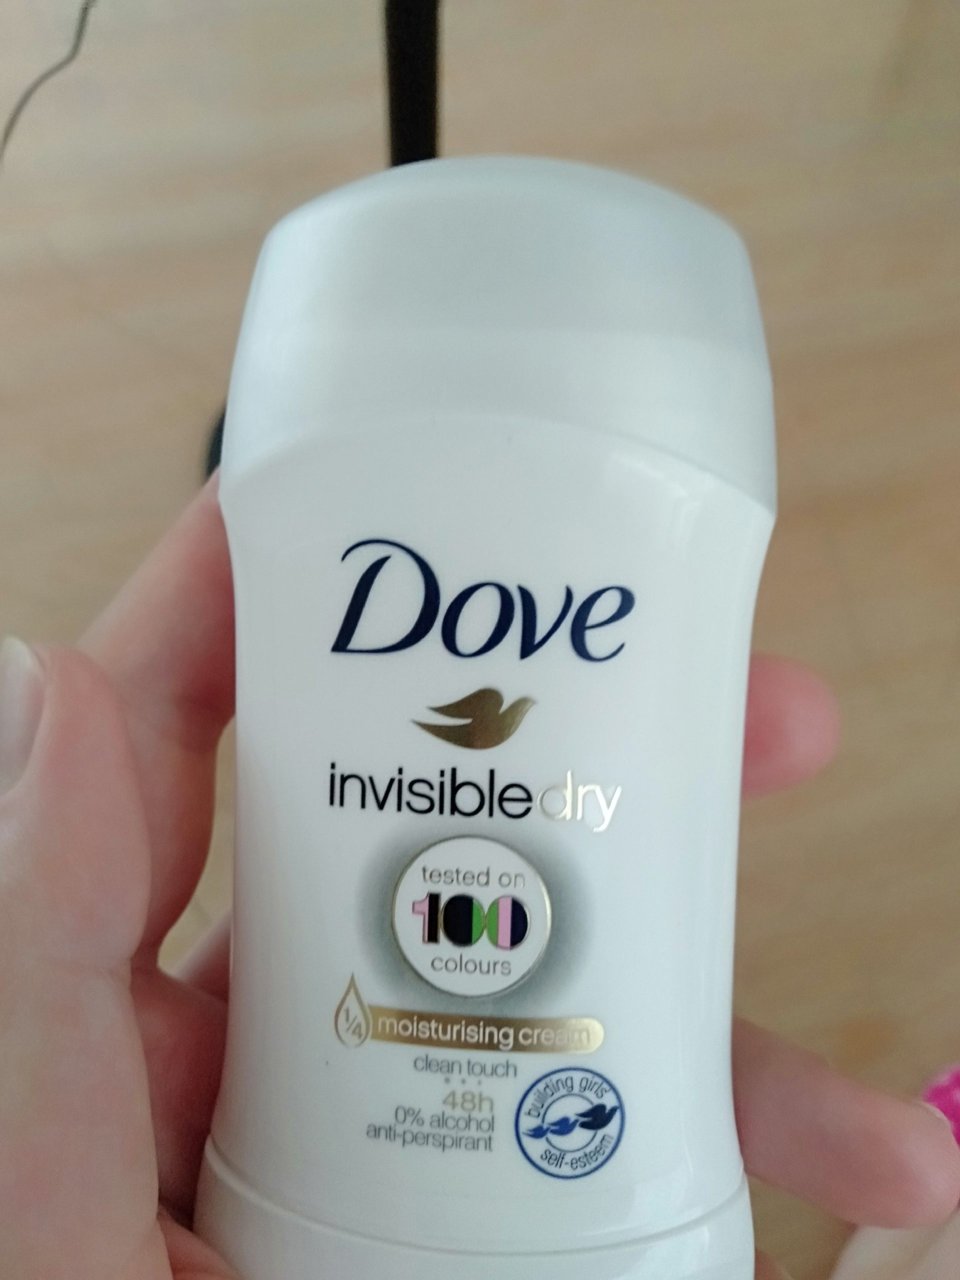 Dove
invisibledry
tested on
100
colours
1/4 moisturising cream
clean touch
48h
0% alcohol
anti-perspirant
building girls'
self-esteem